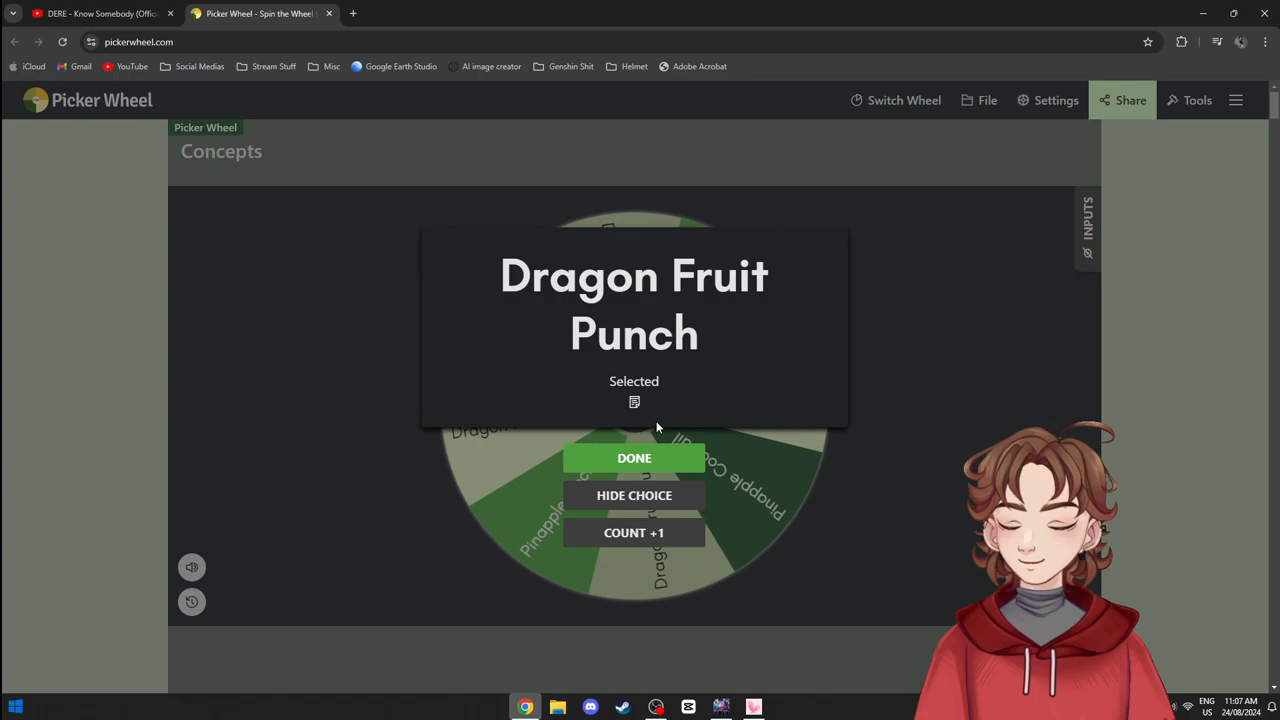 DERE - Know Somebody (Offici
Picker Wheel - Spin the Wheel t
pickerwheel.com
iCloud
Gmail
YouTube
Social Medias
Stream Stuff
Misc
Google Earth Studio
AI image creator
Genshin Shit
Helmet
Adobe Acrobat
Picker Wheel
Switch Wheel
File
Settings
Share
Tools
Picker Wheel
Concepts
INPUTS
Dragon Fruit
Punch
Selected
DONE
HIDE CHOICE
COUNT +1
Pinapple
Pinapple
ENG
US
11:07 AM
24/08/2024